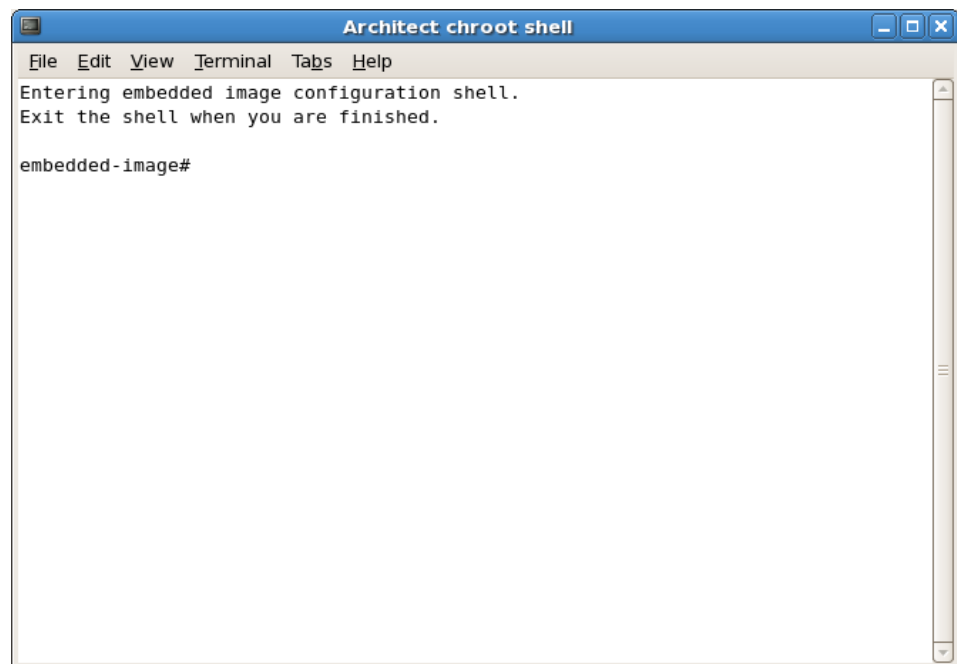 Architect chroot shell
File Edit View Terminal Tabs Help
Entering embedded image configuration shell.
Exit the shell when you are finished.
embedded-image#